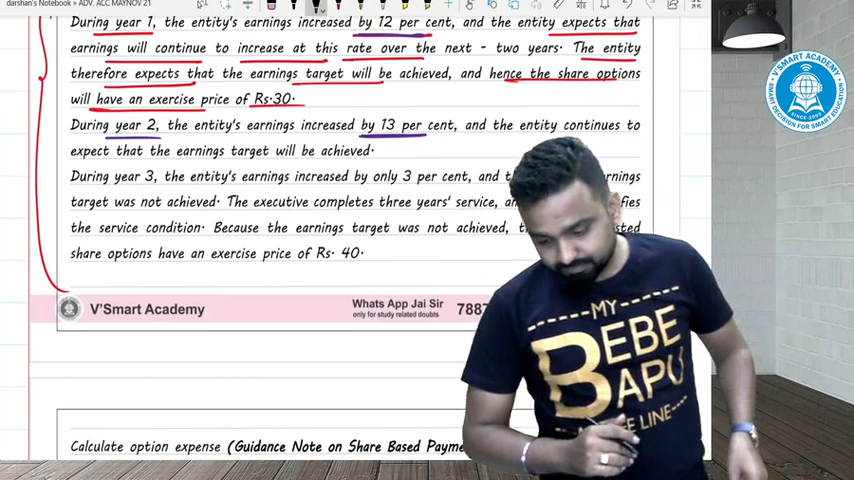 darshan's Notebook » ADV. ACC MAYNOV 21
During year 1, the entity's earnings increased by 12 per cent, and the entity expects that
earnings will continue to increase at this rate over the next - two years. The entity
therefore expects that the earnings target will be achieved, and hence the share options
will have an exercise price of Rs.30.
During year 2, the entity's earnings increased by 13 per cent, and the entity continues to
expect that the earnings target will be achieved.
During year 3, the entity's earnings increased by only 3 per cent, and earnings
target was not achieved. The executive completes three years' service,
the service condition. Because the earnings target was not achieved,
share options have an exercise price of Rs. 40.
V'Smart Academy
Whats App Jai Sir
only for study related doubts
7887
Calculate option expense (Guidance Note on Share Based
V'SMART ACADEMY
SMART DECISION FOR SMART EDUCATION
SINCE-2005
MY
BEBE
BAPU
LINE